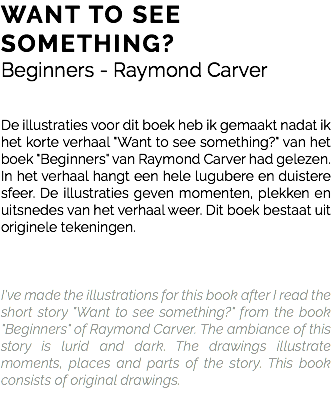 WANT TO SEE
SOMETHING?
Beginners - Raymond Carver
De illustraties voor dit boek heb ik gemaakt nadat ik
het korte verhaal "Want to see something?" van het
boek "Beginners" van Raymond Carver had gelezen.
In het verhaal hangt een hele lugubere en duistere
sfeer. De illustraties geven momenten, plekken en
uitsnedes van het verhaal weer. Dit boek bestaat uit
originele tekeningen.
I've made the illustrations for this book after I read the
short story "Want to see something?" from the book
"Beginners" of Raymond Carver. The ambiance of this
story is lurid and dark. The drawings illustrate
moments, places and parts of the story. This book
consists of original drawings.